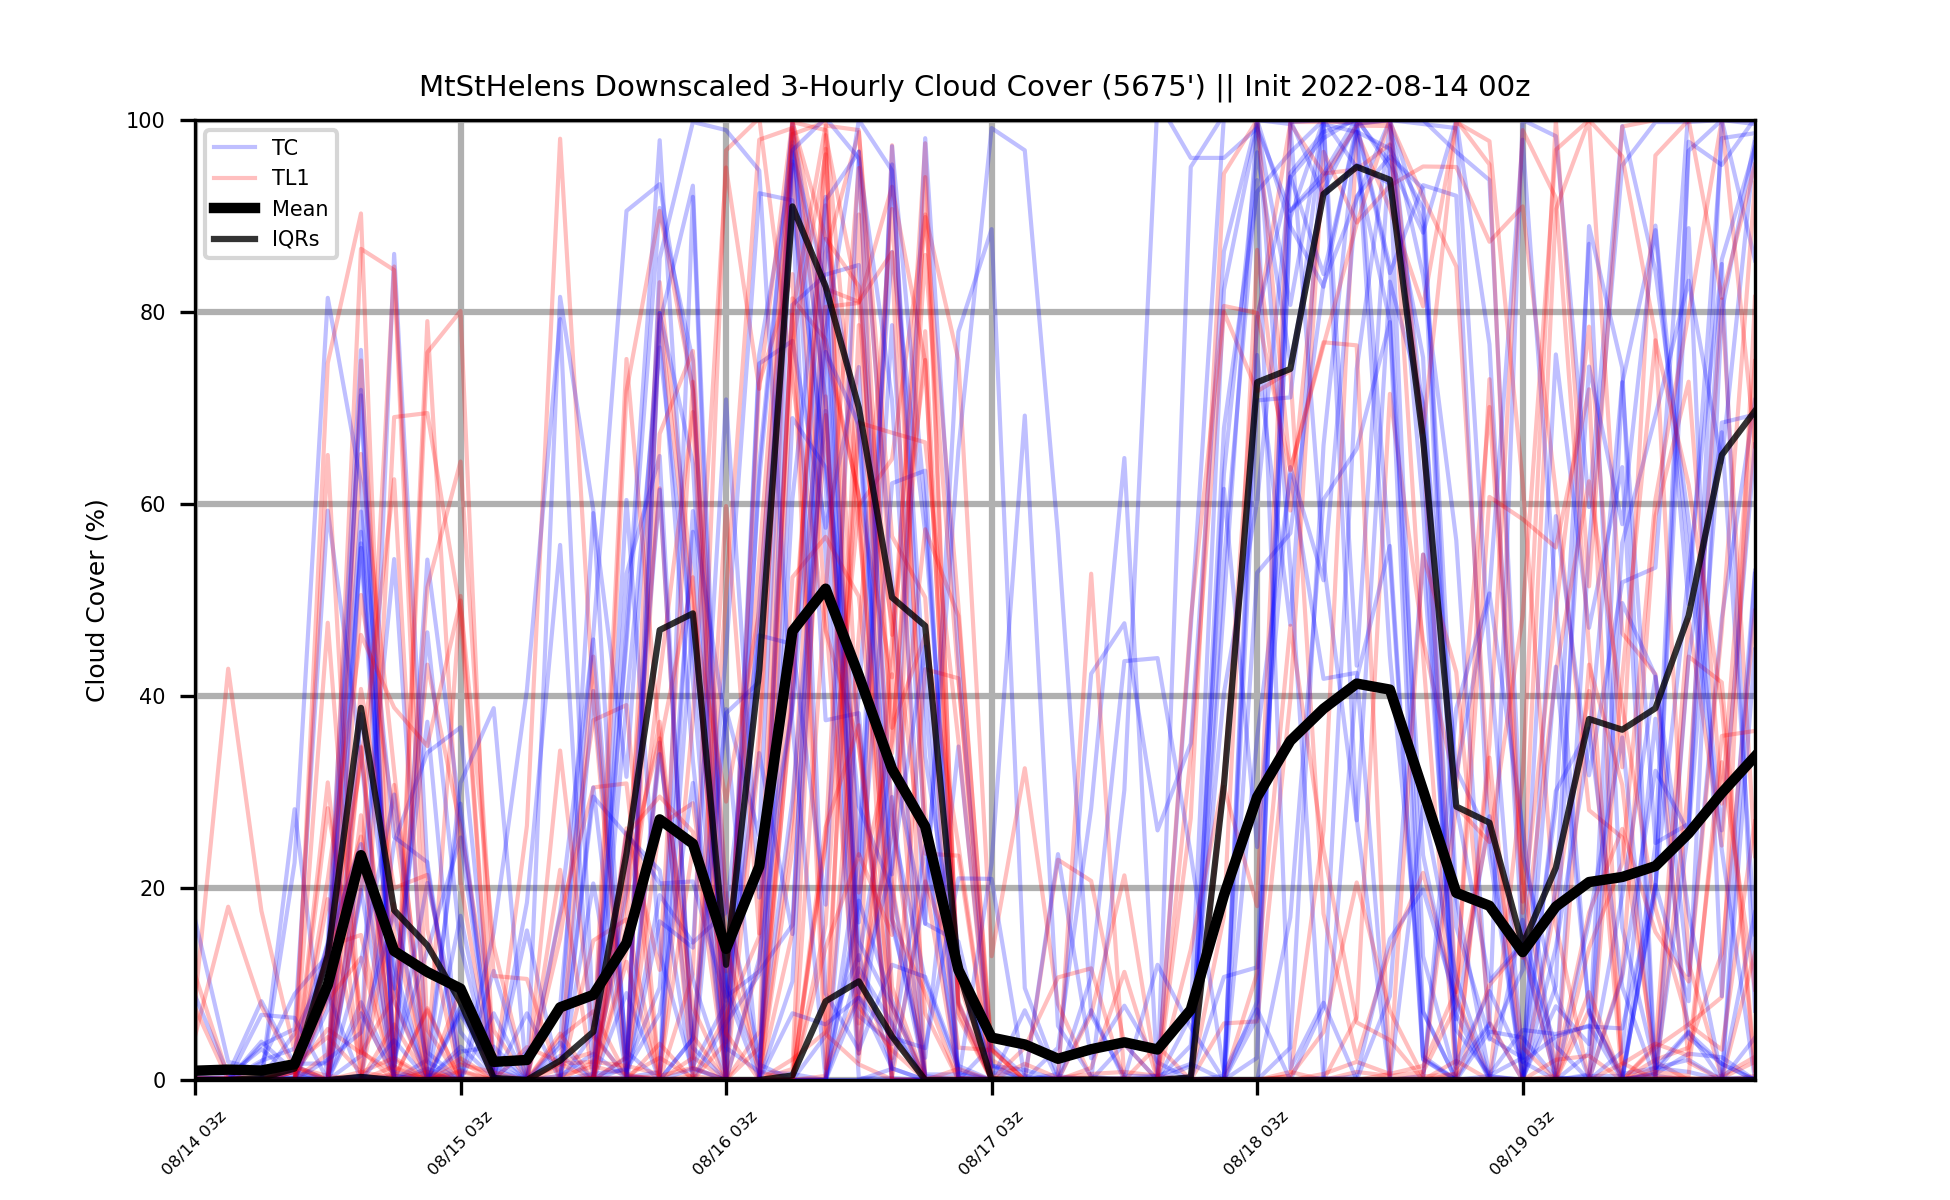 MtStHelens Downscaled 3-Hourly Cloud Cover (5675') || Init 2022-08-14 00z
Cloud Cover (%)
100
80
60
40
20
0
TC
TL1
Mean
IQRs
08/14 03z
08/15 03z
08/16 03z
08/17 03z
08/18 03z
08/19 03z